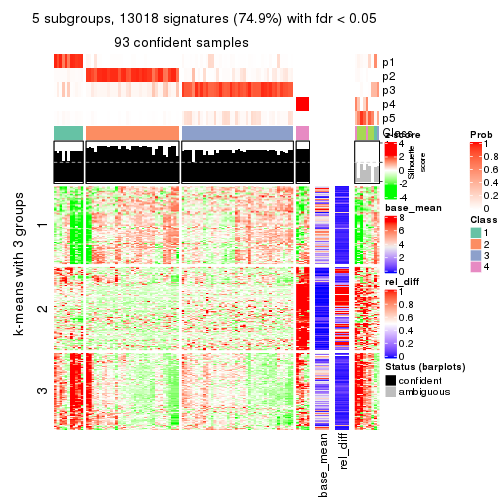 5 subgroups, 13018 signatures (74.9%) with fdr < 0.05
93 confident samples
p1
p2
p3
p4
p5
Class
Silhouette
score
z-score
4
2
0
-2
-4
base_mean
8
6
4
2
0
rel_diff
1
0.8
0.6
0.4
0.2
0
Status (barplots)
confident
ambiguous
Prob
1
0.8
0.6
0.4
0.2
0
Class
1
2
3
4
k-means with 3 groups
1
2
3
base_mean
rel_diff